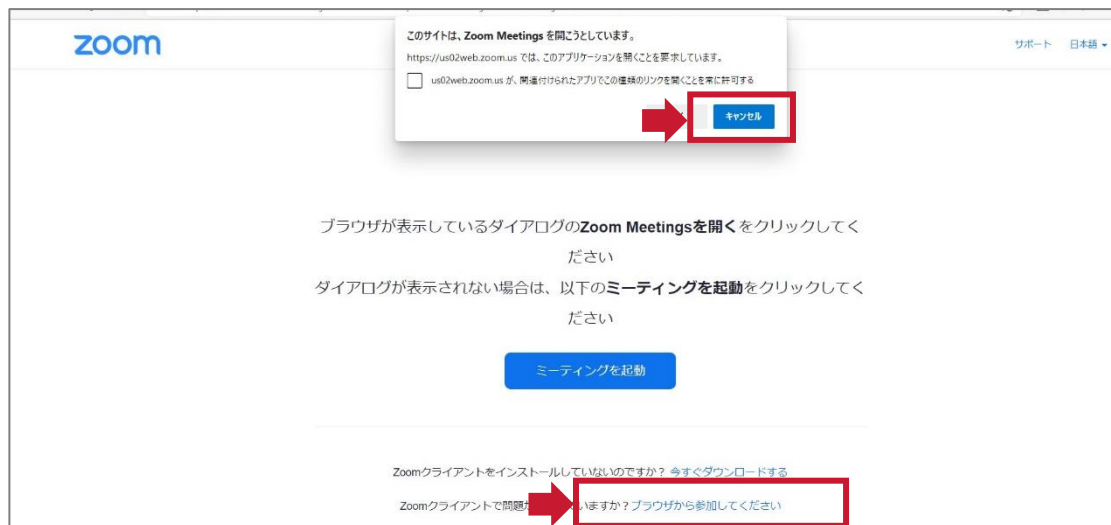 zoom
サポート 日本語
このサイトは、Zoom Meetings を開こうとしています。
https://us02web.zoom.us では、このアプリケーションを開くことを要求しています。
us02web.zoom.us が、関連付けられたアプリでこの種類のリンクを開くことを常に許可する
キャンセル
ブラウザが表示しているダイアログのZoom Meetingsを開くをクリックしてく
ださい
ダイアログが表示されない場合は、以下のミーティングを起動をクリックしてく
ださい
ミーティングを起動
Zoomクライアントをインストールしていないのですか？ 今すぐダウンロードする
Zoomクライアントで問題 いますか？ブラウザから参加してください